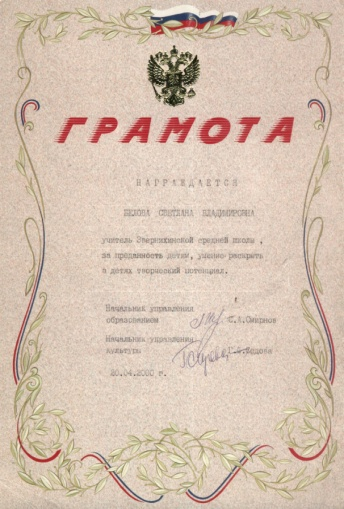 ГРАМОТА
НАГРАЖДАЕТСЯ
БЕЛОВА СВЕТЛАНА ВЛАДИМИРОВНА
учитель средней школы ,
за преданность детям, умение раскрыть
в детях творческий потенциал.
Начальник управления
образованием С.А.Смирнов
Начальник управления
культуры
20.04.2000 г.